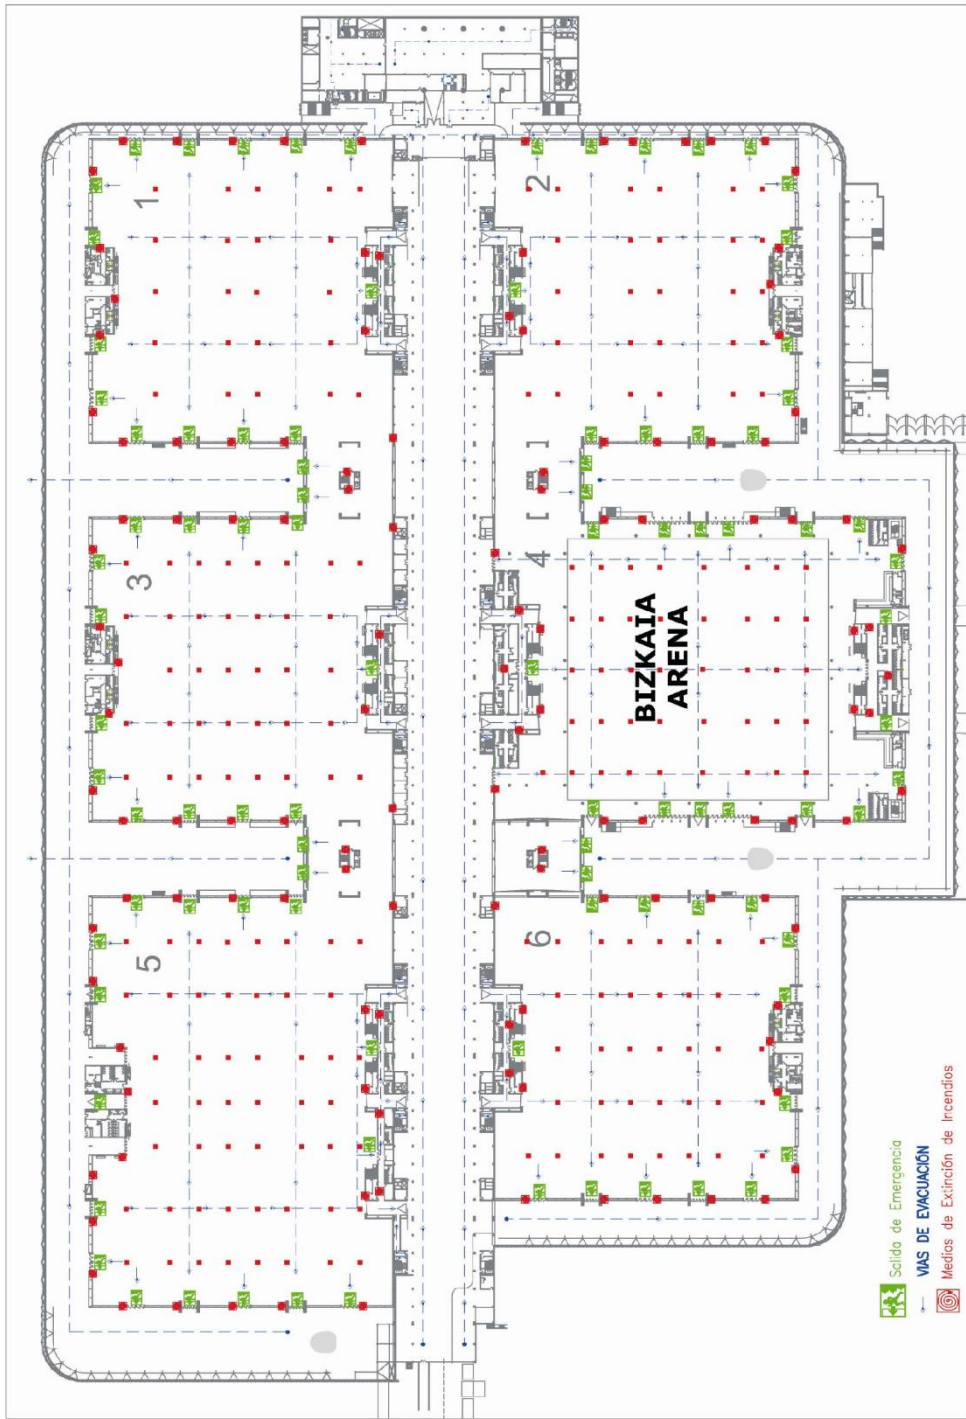 1
2
3
4
BIZKAIA
ARENA
5
6
Salida de Emergencia
VIAS DE EVACUACIÓN
Medios de Extinción de Incendios